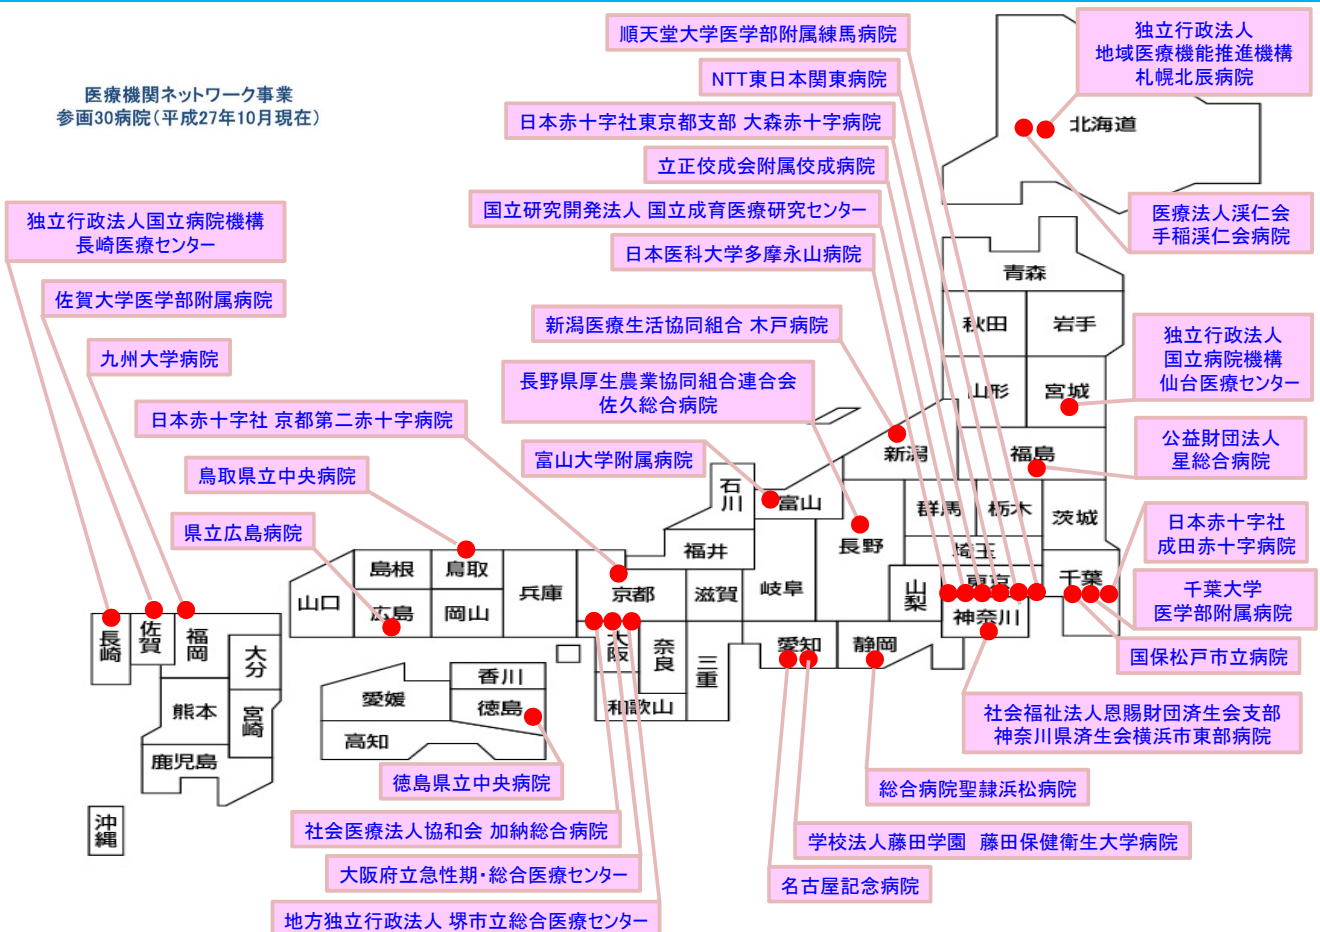 医療機関ネットワーク事業
参画30病院(平成27年10月現在)
順天堂大学医学部附属練馬病院
NTT東日本関東病院
日本赤十字社東京都支部 大森赤十字病院
立正佼成会附属佼成病院
国立研究開発法人 国立成育医療研究センター
日本医科大学多摩永山病院
新潟医療生活協同組合 木戸病院
長野県厚生農業協同組合連合会
佐久総合病院
富山大学附属病院
独立行政法人
地域医療機能推進機構
札幌北辰病院
北海道
医療法人渓仁会
手稲渓仁会病院
独立行政法人国立病院機構
長崎医療センター
佐賀大学医学部附属病院
九州大学病院
日本赤十字社 京都第二赤十字病院
鳥取県立中央病院
県立広島病院
青森
秋田
岩手
山形
宮城
新潟
福島
独立行政法人
国立病院機構
仙台医療センター
公益財団法人
星総合病院
石川
富山
群馬
栃木
茨城
福井
長野
埼玉
日本赤十字社
成田赤十字病院
島根
鳥取
兵庫
京都
滋賀
岐阜
山梨
東京
千葉
千葉大学
医学部附属病院
山口
広島
岡山
神奈川
国保松戸市立病院
長崎
佐賀
福岡
大分
大阪
奈良
三重
愛知
静岡
熊本
宮崎
愛媛
香川
徳島
和歌山
高知
鹿児島
沖縄
社会福祉法人恩賜財団済生会支部
神奈川県済生会横浜市東部病院
徳島県立中央病院
総合病院聖隷浜松病院
社会医療法人協和会 加納総合病院
学校法人藤田学園 藤田保健衛生大学病院
大阪府立急性期・総合医療センター
名古屋記念病院
地方独立行政法人 堺市立総合医療センター